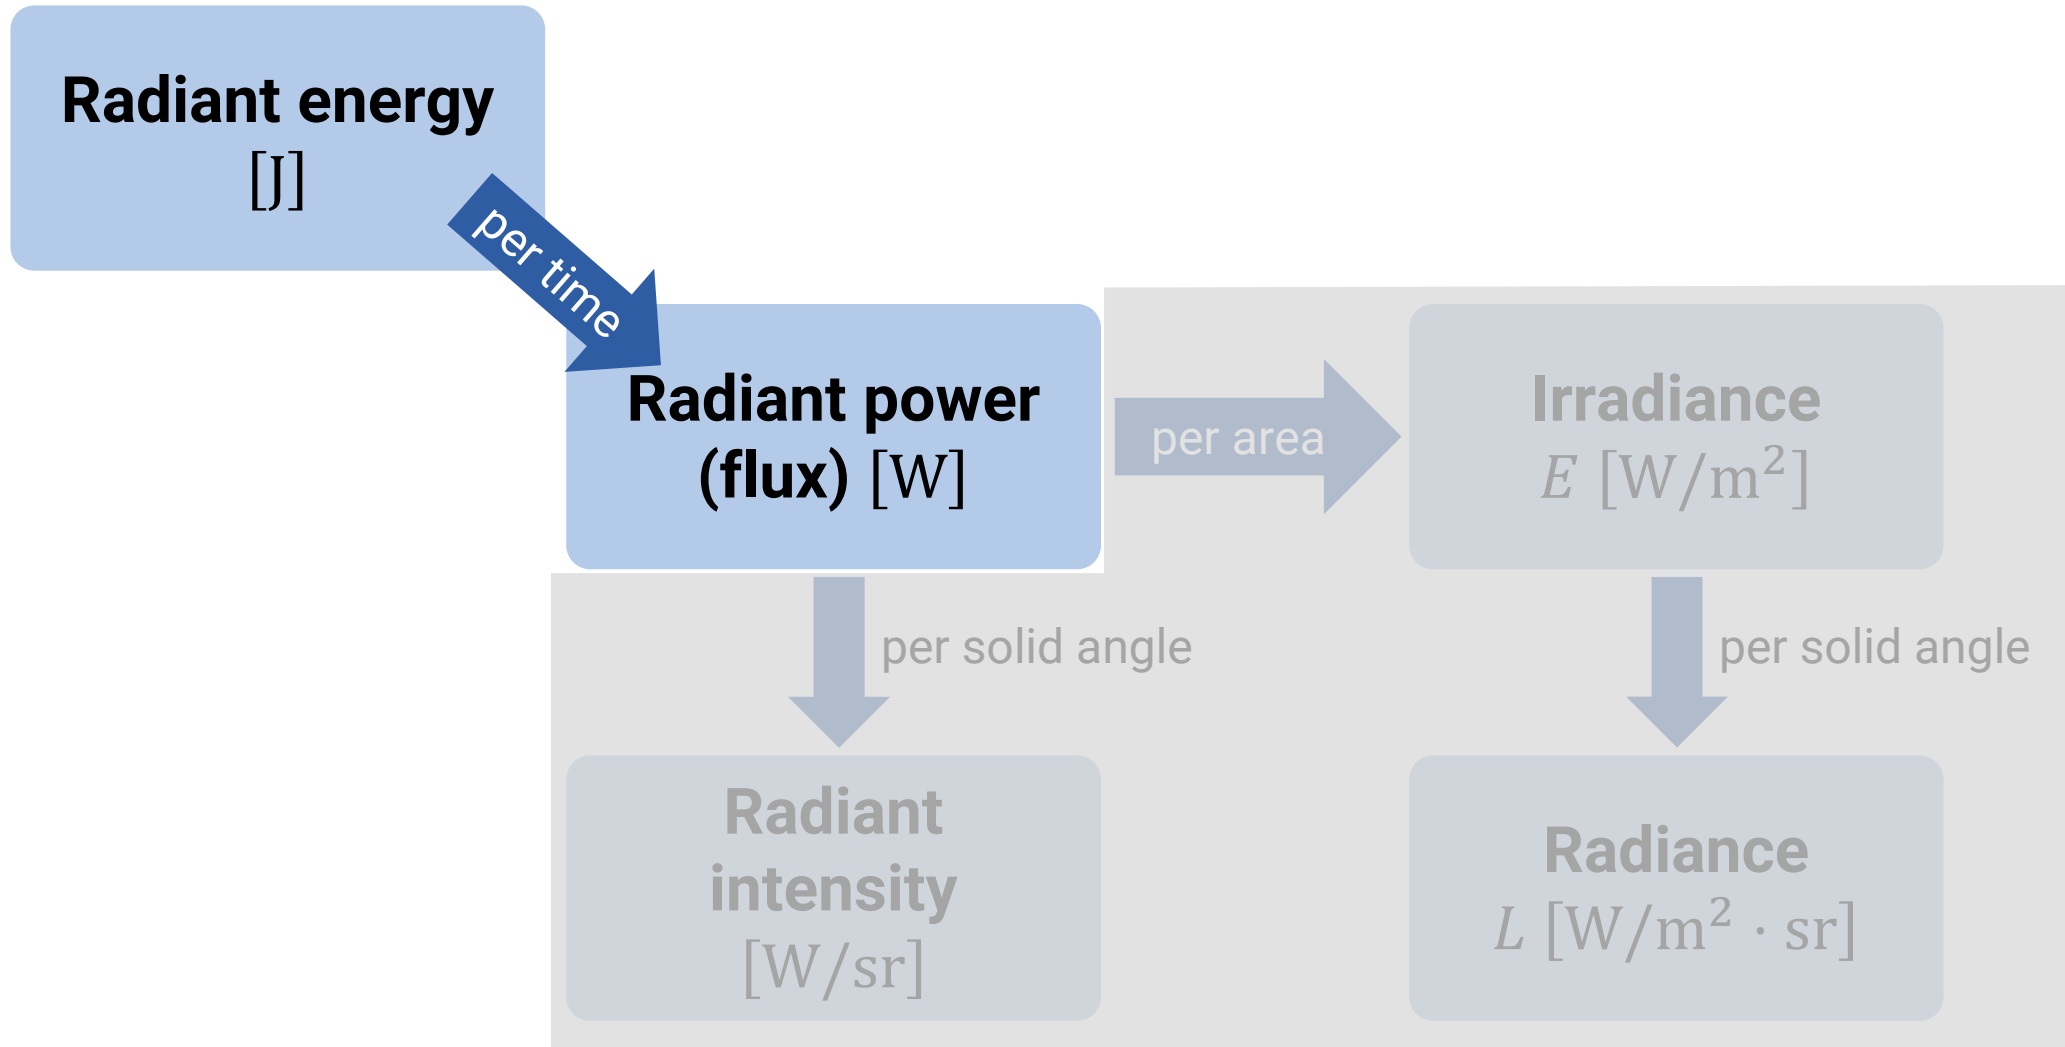 Radiant energy
[J]
per time
Radiant power
(flux) [W]
per area
Irradiance
E [W/m²]
per solid angle
per solid angle
Radiant
intensity
[W/sr]
Radiance
L [W/m² · sr]